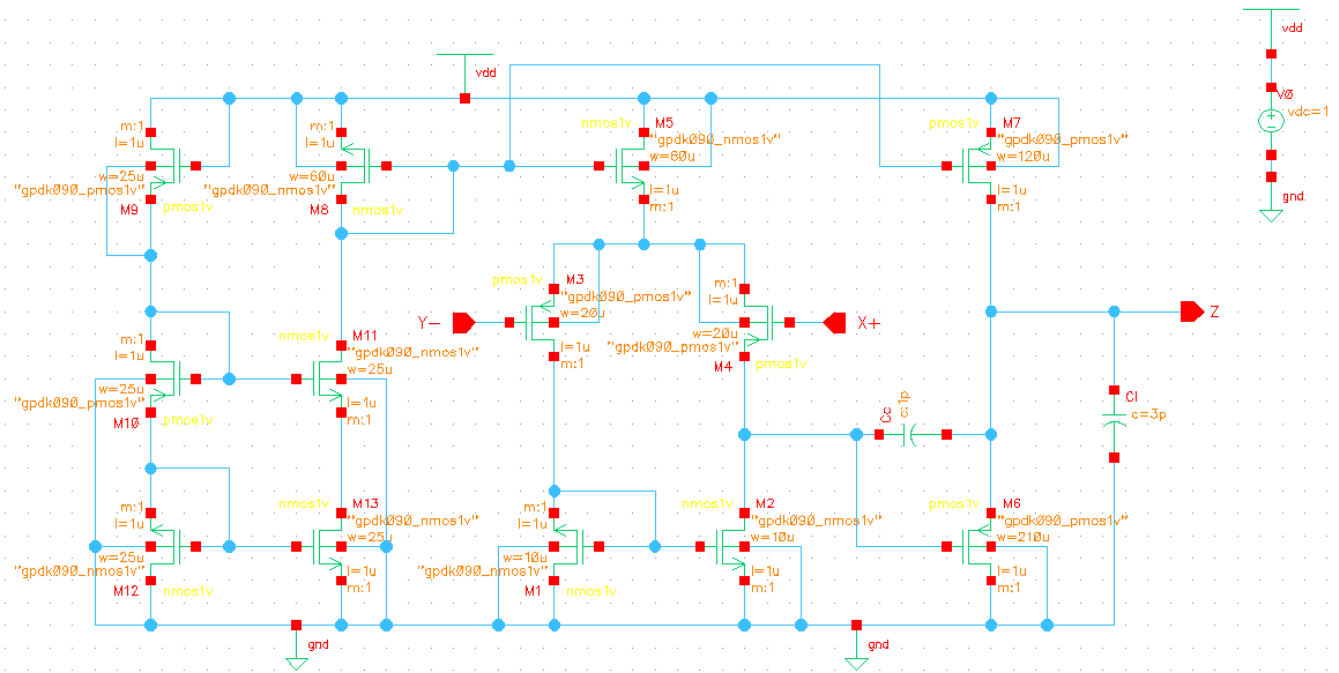 vdd
vdd
VØ
vdc=1
gnd
m:1
l=1u
w=25u
"gpdk090_pmos1v"
M9
pmos1v
m:1
l=1u
w=60u
"gpdk090_nmos1v"
M8
nmos1v
nmos1v
M5
"gpdk090_nmos1v"
w=60u
l=1u
m:1
pmos1v
M7
"gpdk090_pmos1v"
w=120u
l=1u
m:1
pmos1v
M3
"gpdk090_pmos1v"
w=20u
l=1u
m:1
Y-
m:1
l=1u
w=20u
"gpdk090_pmos1v"
M4
pmos1v
X+
Z
m:1
l=1u
w=25u
"gpdk090_pmos1v"
M10
pmos1v
nmos1v
M11
"gpdk090_nmos1v"
w=25u
l=1u
m:1
Cc
c:1p
Cl
c=3p
m:1
l=1u
w=25u
"gpdk090_nmos1v"
M12
nmos1v
nmos1v
M13
"gpdk090_nmos1v"
w=25u
l=1u
m:1
m:1
l=1u
w=10u
"gpdk090_nmos1v"
M1
nmos1v
nmos1v
M2
"gpdk090_nmos1v"
w=10u
l=1u
m:1
pmos1v
M6
"gpdk090_pmos1v"
w=210u
l=1u
m:1
gnd
gnd